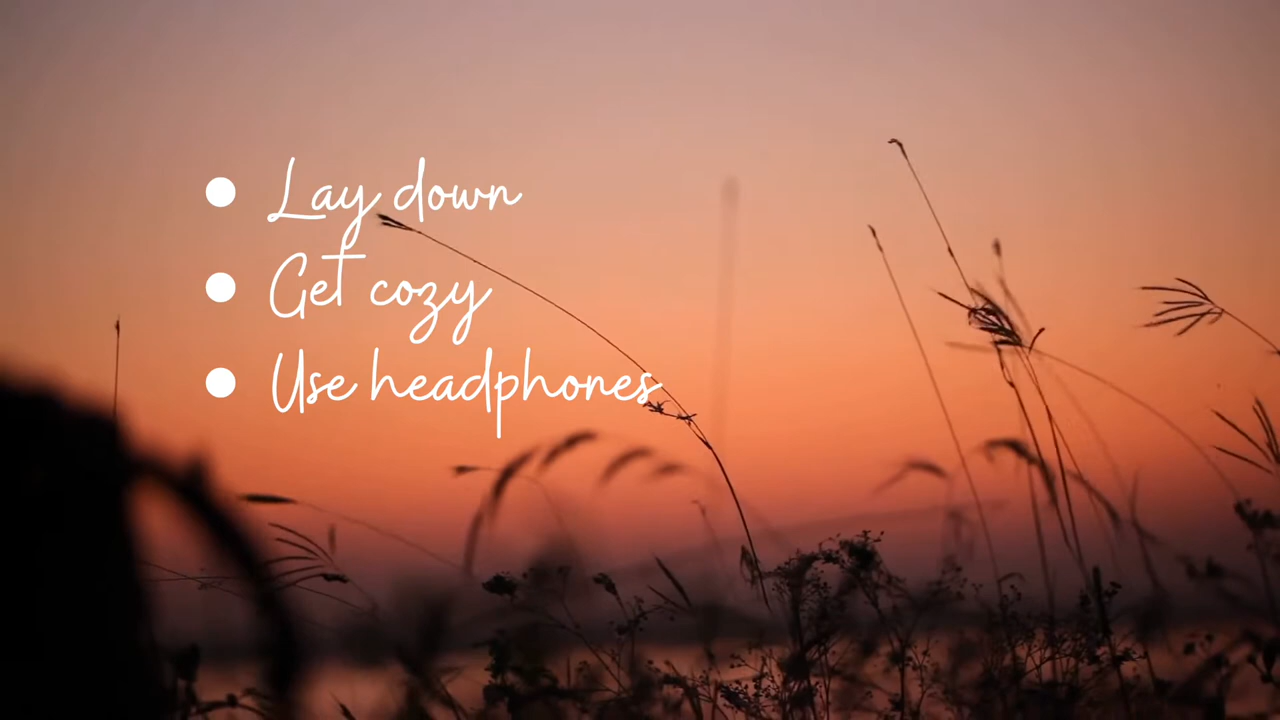 • Lay down
• Get cozy
• Use headphones